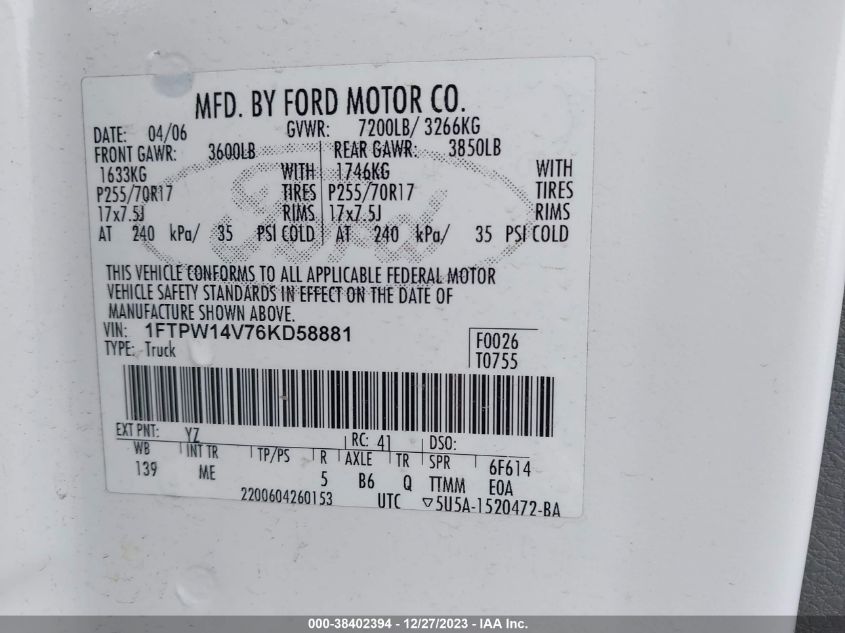 MFD. BY FORD MOTOR CO.
DATE: 04/06 GVWR: 7200LB/ 3266KG
FRONT GAWR: 3600LB REAR GAWR: 3850LB
1633KG WITH 1746KG WITH
P255/70R17 TIRES P255/70R17 TIRES
17x7.5J RIMS 17x7.5J RIMS
AT 240 kPa/ 35 PSI COLD AT 240 kPa/ 35 PSI COLD
Ford
THIS VEHICLE CONFORMS TO ALL APPLICABLE FEDERAL MOTOR
VEHICLE SAFETY STANDARDS IN EFFECT ON THE DATE OF
MANUFACTURE SHOWN ABOVE.
VIN: 1FTPW14V76KD58881 F0026
TYPE: Truck T0755
EXT PNT: YZ RC: 41 DSO:
WB INT TR TP/PS R AXLE TR SPR 6F614
139 ME 5 B6 Q TTMM EOA
2200604260153 UTC ▽5U5A-1520472-BA
000-38402394 - 12/27/2023 - IAA Inc.